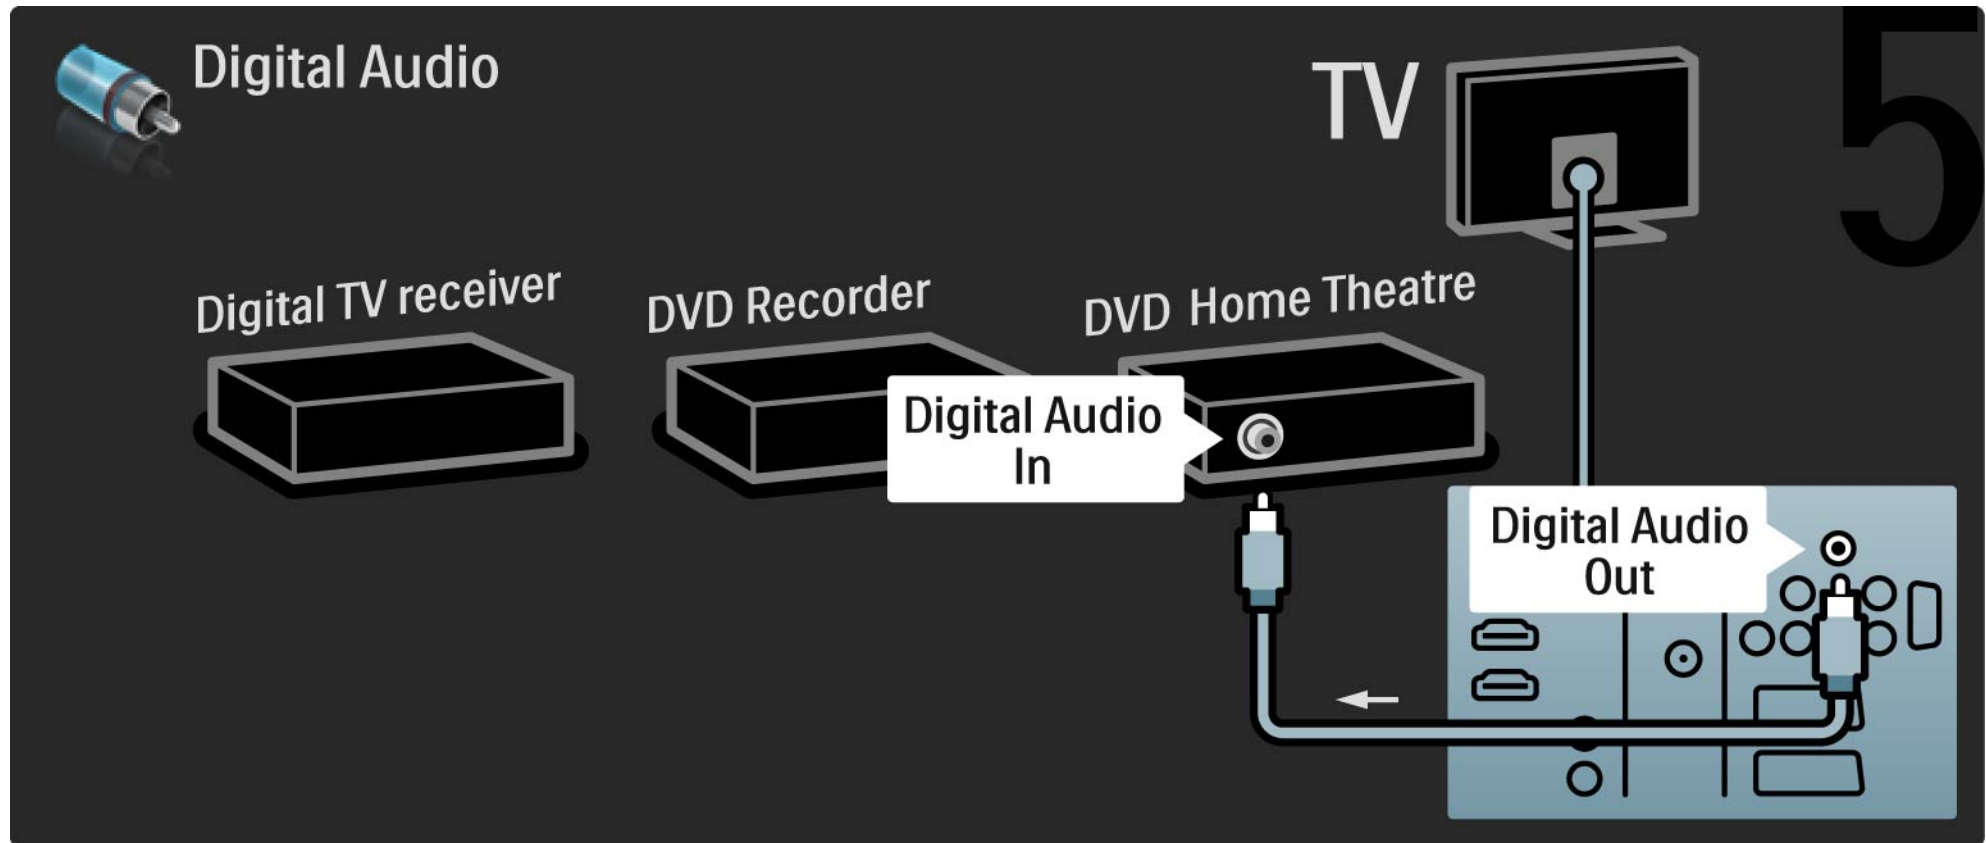 Digital Audio
TV
5
Digital TV receiver
DVD Recorder
DVD Home Theatre
Digital Audio
In
Digital Audio
Out